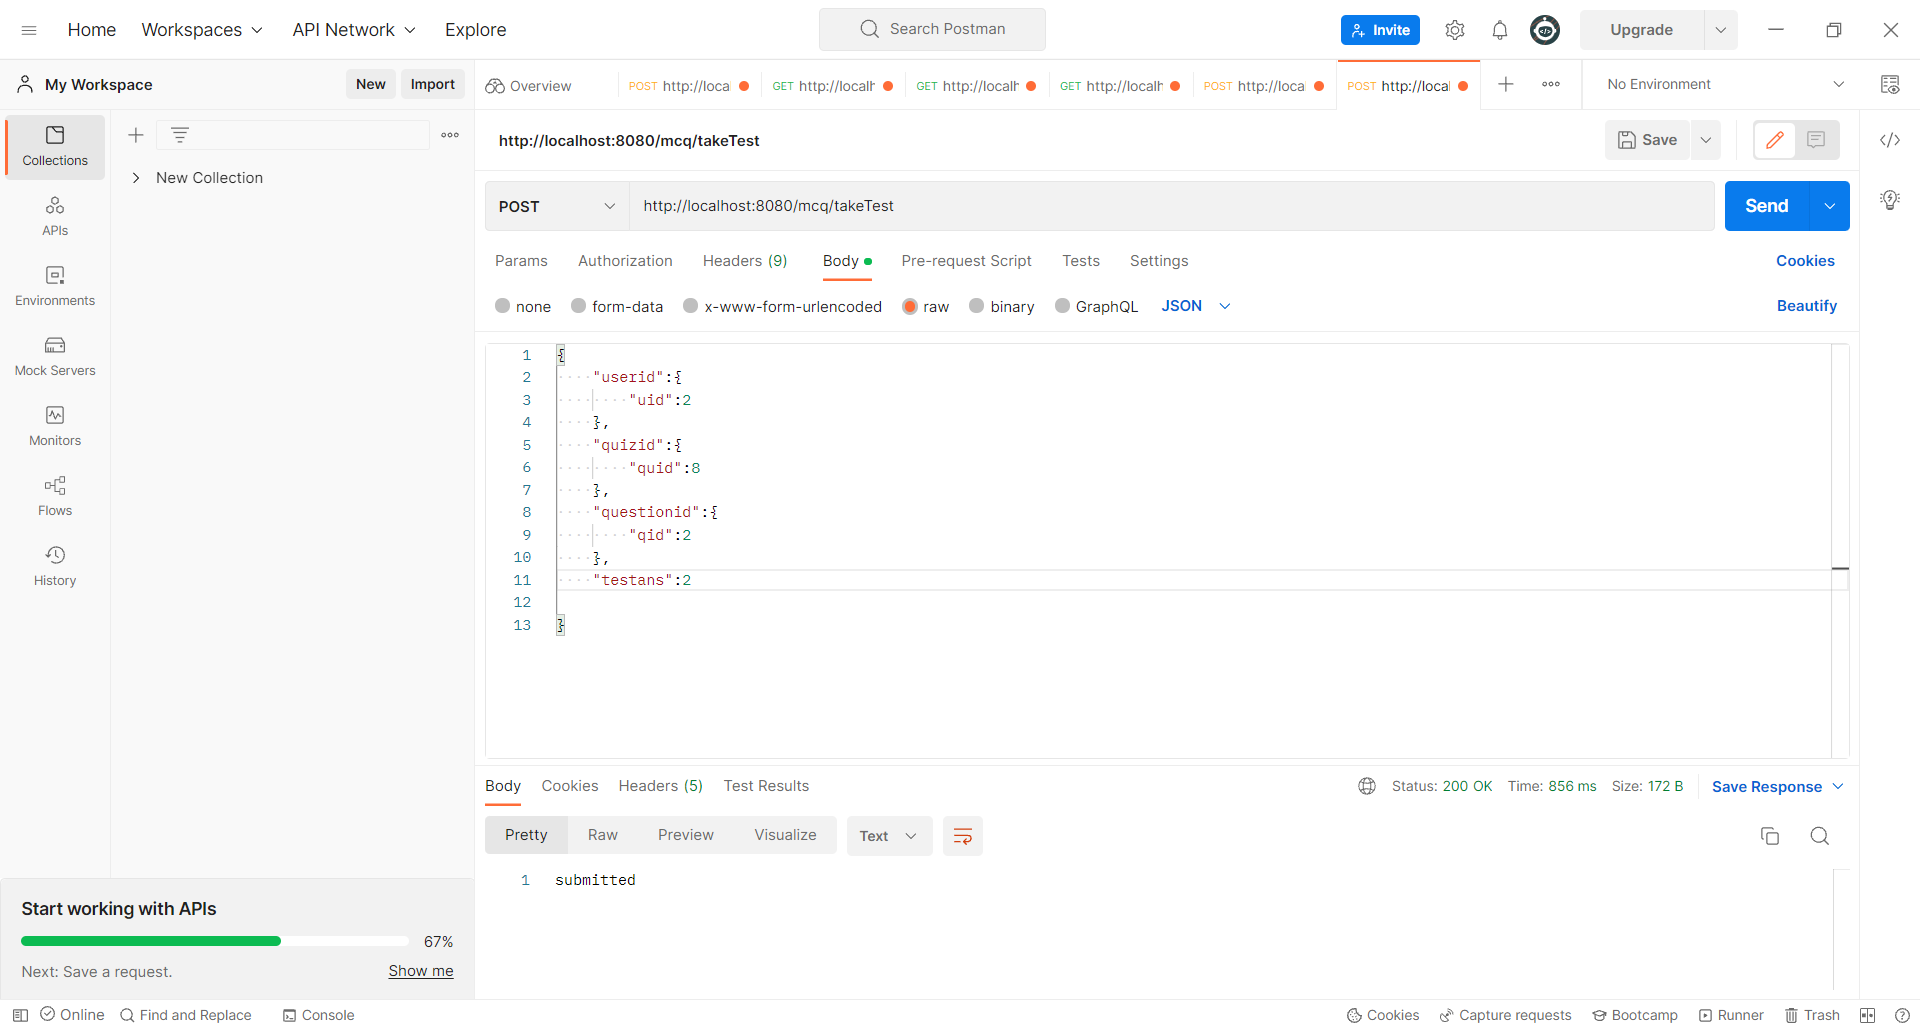 Home Workspaces API Network Explore Search Postman Invite Upgrade
My Workspace New Import Overview POST http://loca GET http://localh GET http://localh GET http://localh POST http://loca POST http://local No Environment
Collections
APIs
Environments
Mock Servers
Monitors
Flows
History
New Collection
http://localhost:8080/mcq/takeTest Save
POST http://localhost:8080/mcq/takeTest Send
Params Authorization Headers (9) Body Pre-request Script Tests Settings Cookies
none form-data x-www-form-urlencoded raw binary GraphQL JSON Beautify
1 {
2 "userid":{
3 "uid":2
4 },
5 "quizid":{
6 "quid":8
7 },
8 "questionid":{
9 "qid":2
10 },
11 "testans":2
12
13 }
Body Cookies Headers (5) Test Results Status: 200 OK Time: 856 ms Size: 172 B Save Response
Pretty Raw Preview Visualize Text
1 submitted
Start working with APIs
67%
Next: Save a request. Show me
Online Find and Replace Console Cookies Capture requests Bootcamp Runner Trash